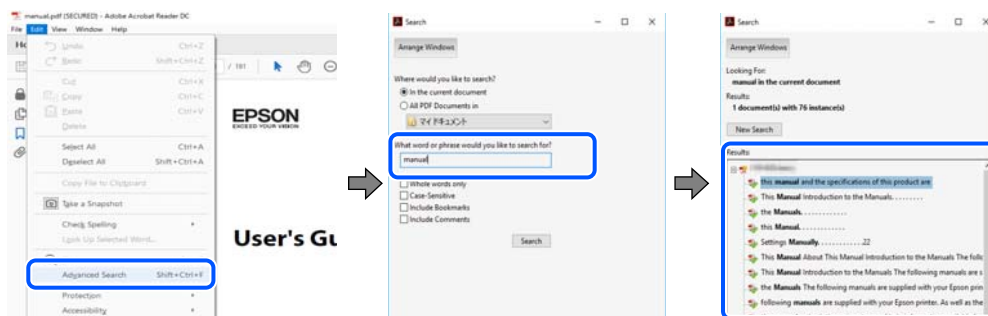 manual.pdf (SECURED) - Adobe Acrobat Reader DC
File Edit View Window Help
Undo Ctrl+Z
Redo Shift+Ctrl+Z
Cut Ctrl+X
Copy Ctrl+C
Paste Ctrl+V
Delete
Select All Ctrl+A
Deselect All Shift+Ctrl+A
Copy File to Clipboard
Take a Snapshot
Check Spelling
Look Up Selected Word...
Advanced Search Shift+Ctrl+F
Protection
Accessibility
/ 181
EPSON
EXCEED YOUR VISION
User's Gu
Search
Arrange Windows
Where would you like to search?
In the current document
All PDF Documents in
マイ ドキュメント
What word or phrase would you like to search for?
manual
Whole words only
Case-Sensitive
Include Bookmarks
Include Comments
Search
Search
Arrange Windows
Looking For:
manual in the current document
Results:
1 document(s) with 76 instance(s)
New Search
Results:
this manual and the specifications of this product are
This Manual Introduction to the Manuals. . . . . . . . .
the Manuals. . . . . . . . . . . . .
this Manual. . . . . . . . . . . . .
Settings Manually. . . . . . . . . . . . .22
This Manual About This Manual Introduction to the Manuals The follo
This Manual Introduction to the Manuals The following manuals are s
the Manuals The following manuals are supplied with your Epson prin
following manuals are supplied with your Epson printer. As well as the